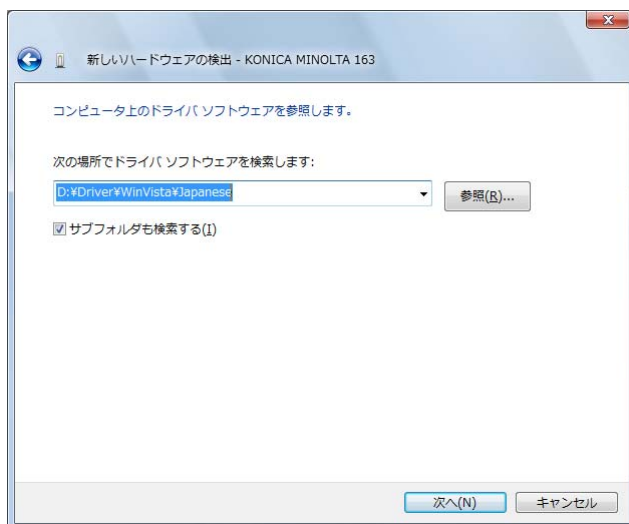 新しいハードウェアの検出 - KONICA MINOLTA 163
コンピュータ上のドライバ ソフトウェアを参照します。
次の場所でドライバ ソフトウェアを検索します:
D:¥Driver¥WinVista¥Japanese
参照(R)...
サブフォルダも検索する(I)
次へ(N)
キャンセル